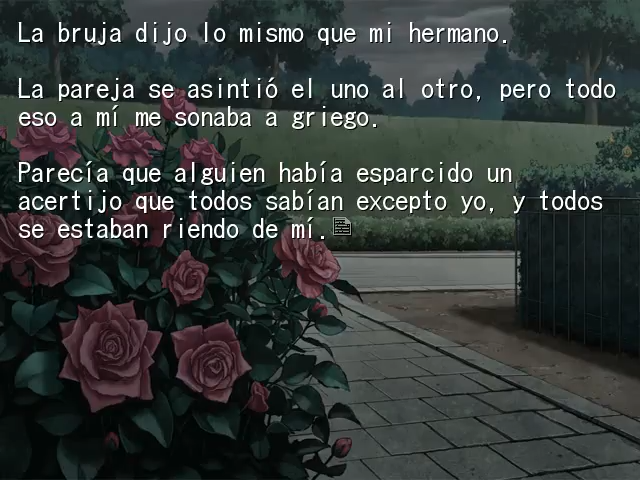 La bruja dijo lo mismo que mi hermano.
La pareja se asintió el uno al otro, pero todo
eso a mí me sonaba a griego.
Parecía que alguien había esparcido un
acertijo que todos sabían excepto yo, y todos
se estaban riendo de mí.